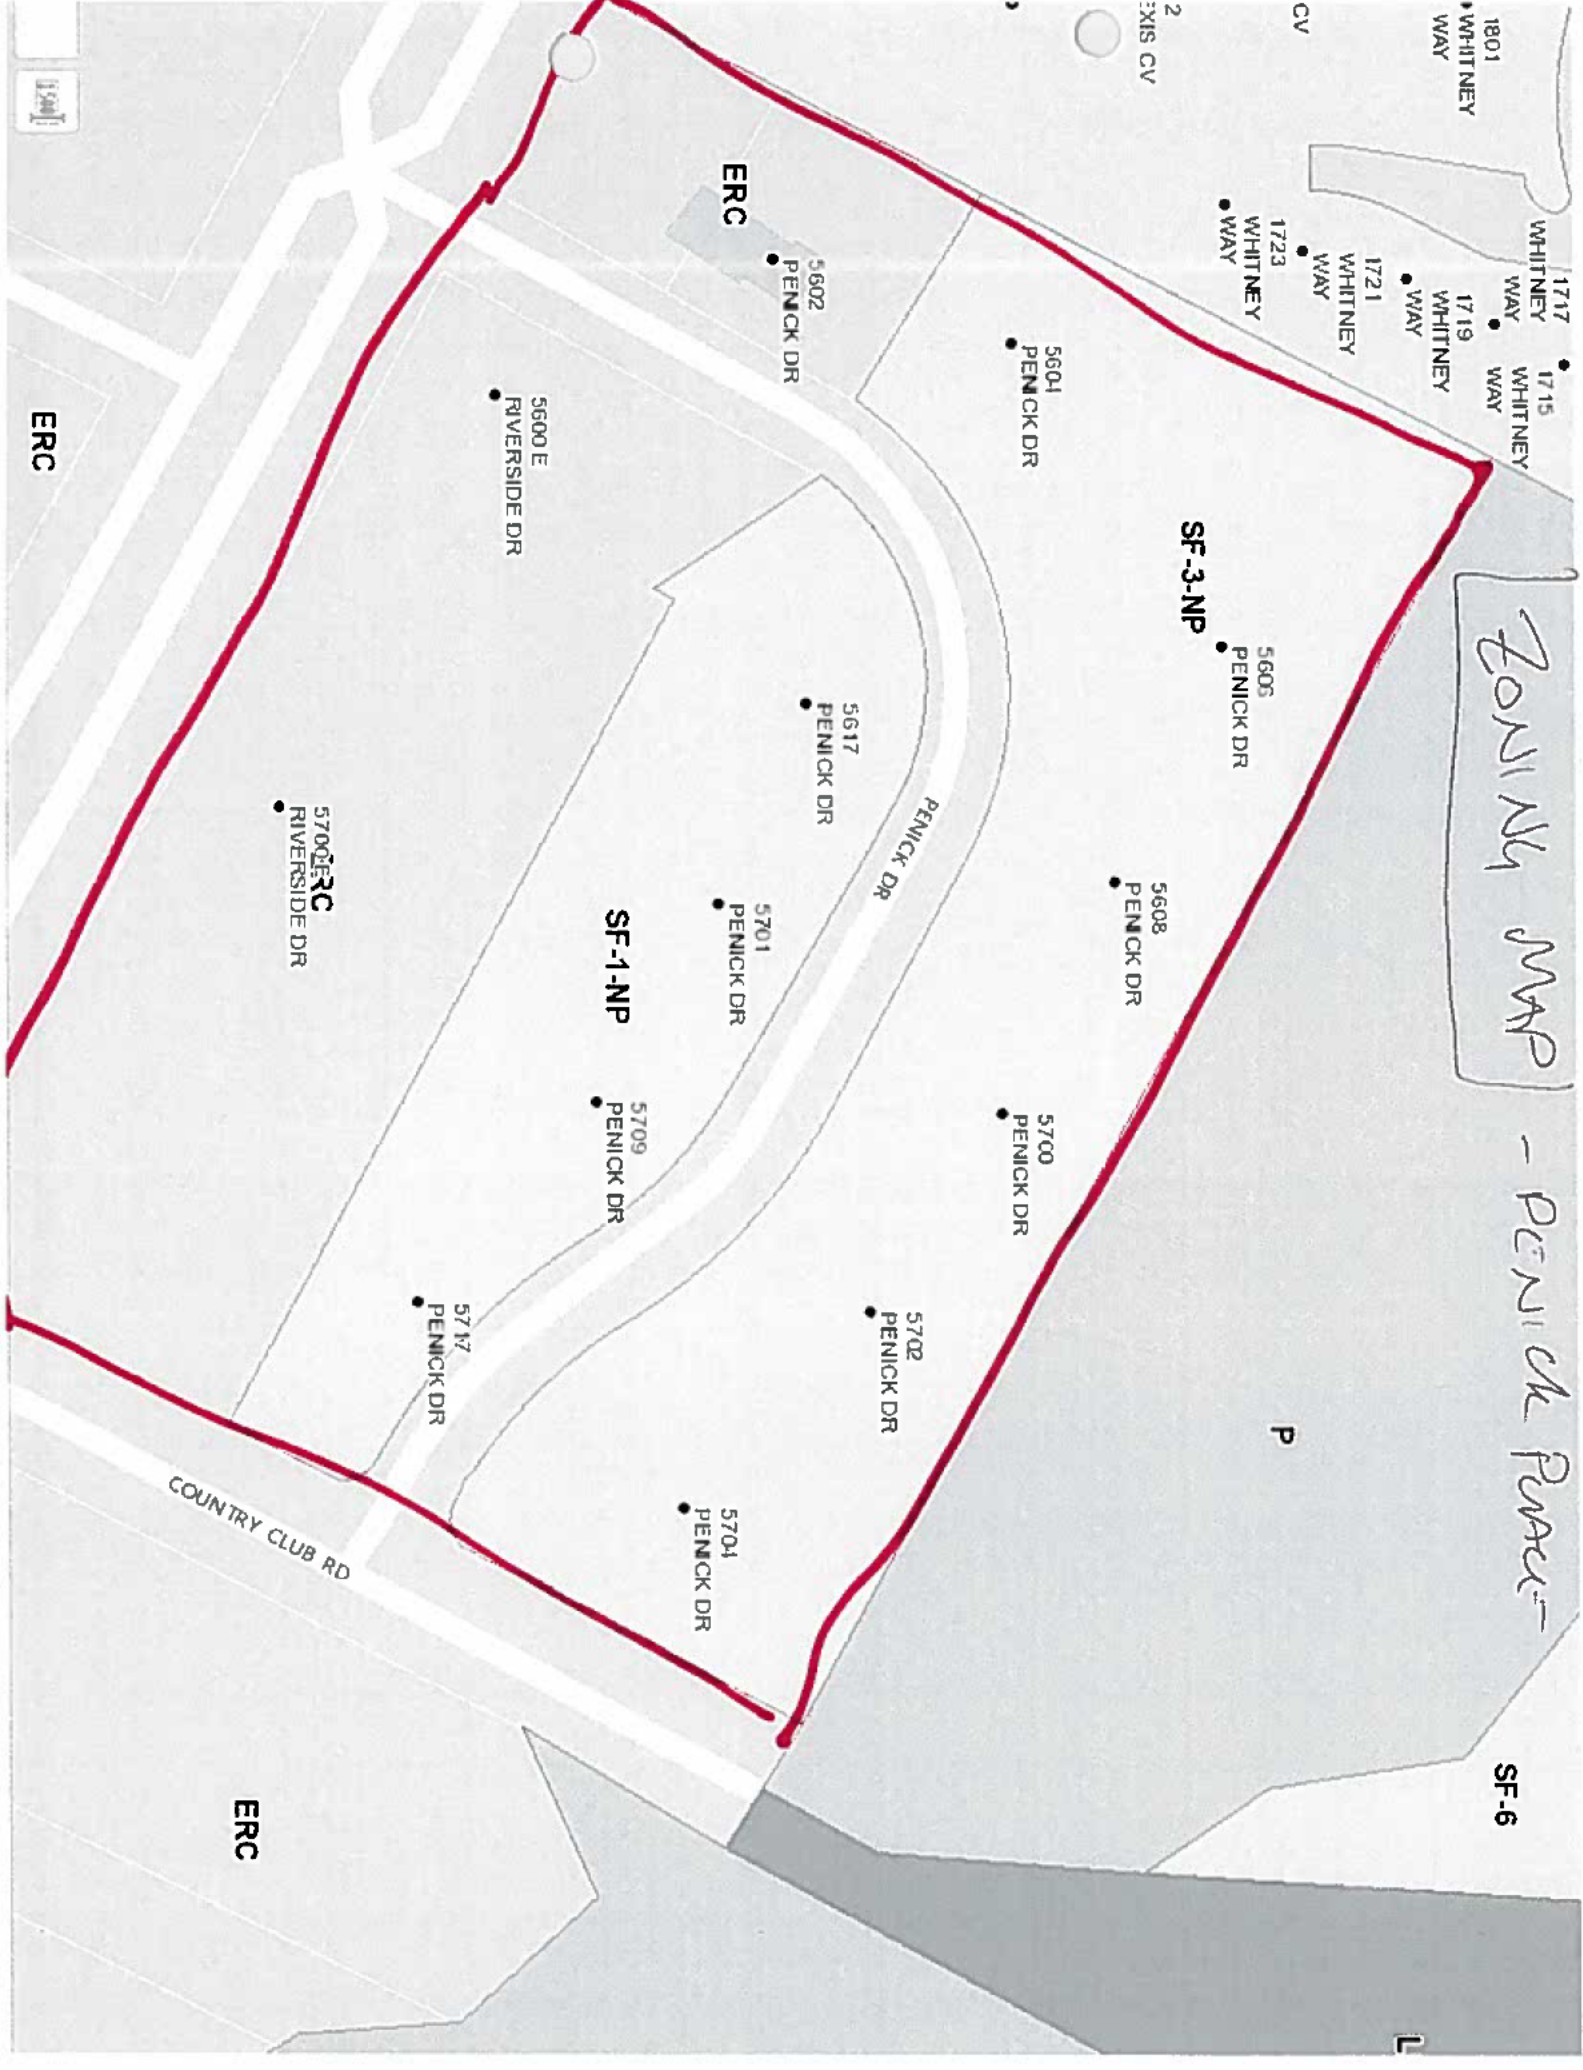 ZONING MAP - PENICK PLACE -
1801
WHITNEY
WAY
1717
WHITNEY
WAY
1715
WHITNEY
WAY
1719
WHITNEY
WAY
1721
WHITNEY
WAY
1723
WHITNEY
WAY
CV
2
EXIS CV
SF-6
L
P
SF-3-NP
5606
PENICK DR
5604
PENICK DR
5608
PENICK DR
5700
PENICK DR
5702
PENICK DR
5704
PENICK DR
ERC
5602
PENICK DR
PENICK DR
5617
PENICK DR
5701
PENICK DR
SF-1-NP
5709
PENICK DR
5717
PENICK DR
5600 E
RIVERSIDE DR
5700 E
RIVERSIDE DR
ERC
COUNTRY CLUB RD
ERC
ERC